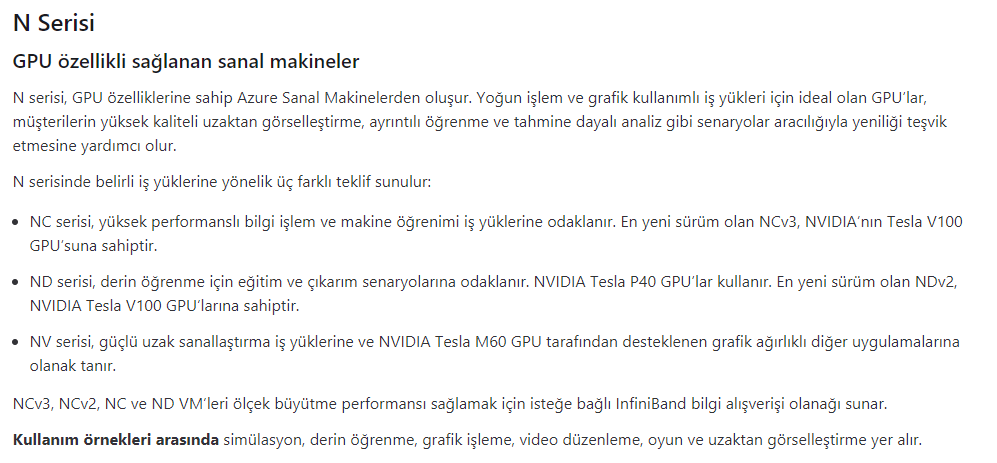 N Serisi
GPU özellikli sağlanan sanal makineler
N serisi, GPU özelliklerine sahip Azure Sanal Makinelerden oluşur. Yoğun işlem ve grafik kullanımlı iş yükleri için ideal olan GPU'lar,
müşterilerin yüksek kaliteli uzaktan görselleştirme, ayrıntılı öğrenme ve tahmine dayalı analiz gibi senaryolar aracılığıyla yeniliği teşvik
etmesine yardımcı olur.
N serisinde belirli iş yüklerine yönelik üç farklı teklif sunulur:
• NC serisi, yüksek performanslı bilgi işlem ve makine öğrenimi iş yüklerine odaklanır. En yeni sürüm olan NCv3, NVIDIA'nın Tesla V100
GPU'suna sahiptir.
• ND serisi, derin öğrenme için eğitim ve çıkarım senaryolarına odaklanır. NVIDIA Tesla P40 GPU'lar kullanır. En yeni sürüm olan NDv2,
NVIDIA Tesla V100 GPU'larına sahiptir.
• NV serisi, güçlü uzak sanallaştırma iş yüklerine ve NVIDIA Tesla M60 GPU tarafından desteklenen grafik ağırlıklı diğer uygulamalarına
olanak tanır.
NCv3, NCv2, NC ve ND VM'leri ölçek büyütme performansı sağlamak için isteğe bağlı InfiniBand bilgi alışverişi olanağı sunar.
Kullanım örnekleri arasında simülasyon, derin öğrenme, grafik işleme, video düzenleme, oyun ve uzaktan görselleştirme yer alır.